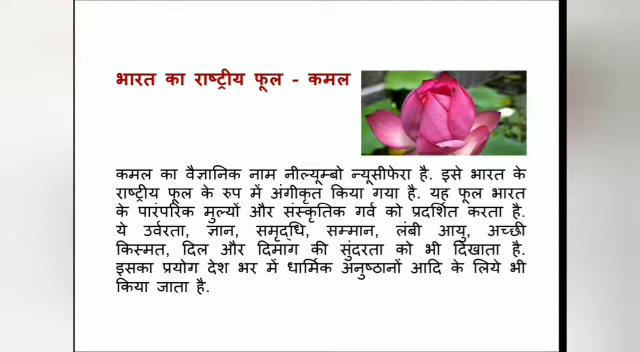 भारत का राष्ट्रीय फूल - कमल
कमल का वैज्ञानिक नाम नील्यूम्बो न्यूसीफेरा है. इसे भारत के
राष्ट्रीय फूल के रुप में अंगीकृत किया गया है. यह फूल भारत
के पारंपरिक मुल्यों और संस्कृतिक गर्व को प्रदर्शित करता है.
ये उर्वरता, ज्ञान, समृद्धि, सम्मान, लंबी आयु, अच्छी
किस्मत, दिल और दिमाग की सुंदरता को भी दिखाता है.
इसका प्रयोग देश भर में धार्मिक अनुष्ठानों आदि के लिये भी
किया जाता है.